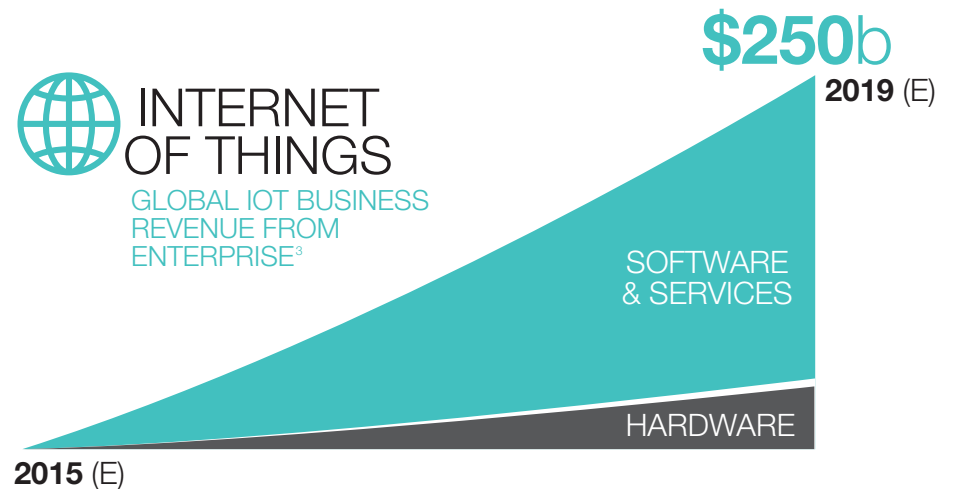 $250b
2019 (E)
INTERNET
OF THINGS
GLOBAL IOT BUSINESS
REVENUE FROM
ENTERPRISE³
SOFTWARE
& SERVICES
HARDWARE
2015 (E)